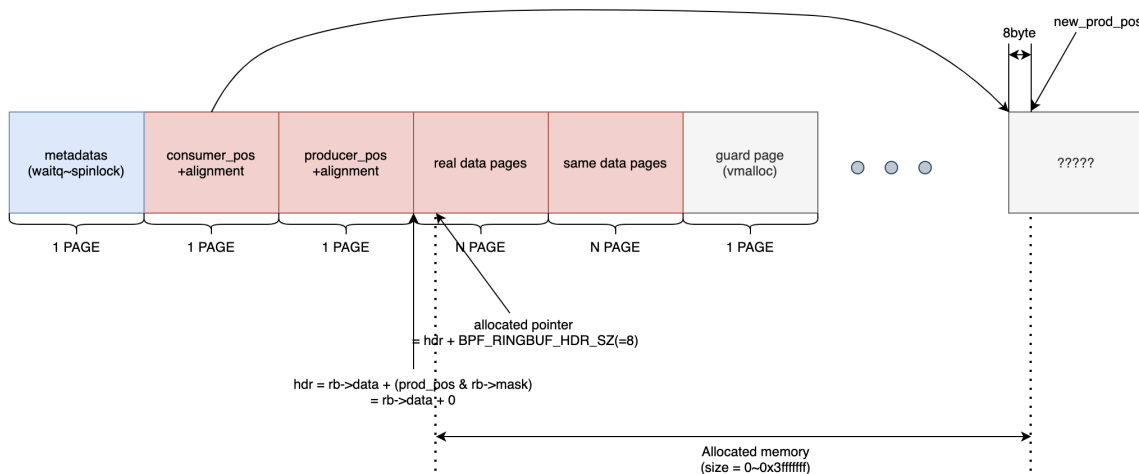 new_prod_pos
8byte
metadatas
(waitq~spinlock)
consumer_pos
+alignment
producer_pos
+alignment
real data pages
same data pages
guard page
(vmalloc)
?????
1 PAGE
1 PAGE
1 PAGE
N PAGE
N PAGE
1 PAGE
allocated pointer
= hdr + BPF_RINGBUF_HDR_SZ(=8)
hdr = rb->data + (prod_pos & rb->mask)
= rb->data + 0
Allocated memory
(size = 0~0x3fffffff)